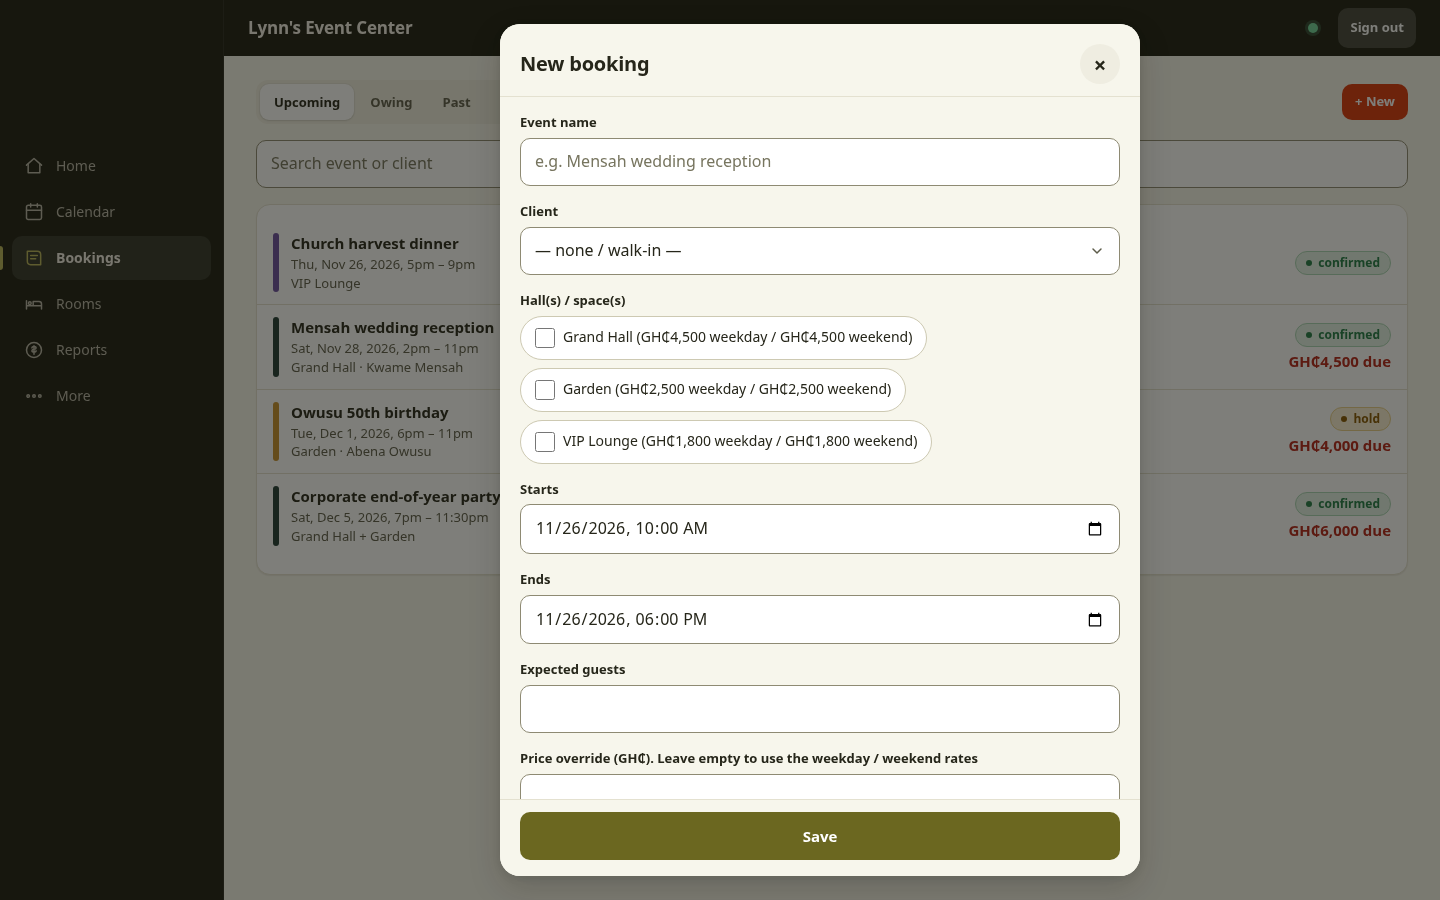 Lynn's Event Center
Sign out
Home
Calendar
Bookings
Rooms
Reports
More
Upcoming
Owing
Past
+ New
Search event or client
Church harvest dinner
Thu, Nov 26, 2026, 5pm – 9pm
VIP Lounge
confirmed
Mensah wedding reception
Sat, Nov 28, 2026, 2pm – 11pm
Grand Hall · Kwame Mensah
confirmed
GH₵4,500 due
Owusu 50th birthday
Tue, Dec 1, 2026, 6pm – 11pm
Garden · Abena Owusu
hold
GH₵4,000 due
Corporate end-of-year party
Sat, Dec 5, 2026, 7pm – 11:30pm
Grand Hall + Garden
confirmed
GH₵6,000 due
New booking
×
Event name
e.g. Mensah wedding reception
Client
— none / walk-in —
Hall(s) / space(s)
Grand Hall (GH₵4,500 weekday / GH₵4,500 weekend)
Garden (GH₵2,500 weekday / GH₵2,500 weekend)
VIP Lounge (GH₵1,800 weekday / GH₵1,800 weekend)
Starts
11/26/2026, 10:00 AM
Ends
11/26/2026, 06:00 PM
Expected guests
Price override (GH₵). Leave empty to use the weekday / weekend rates
Save